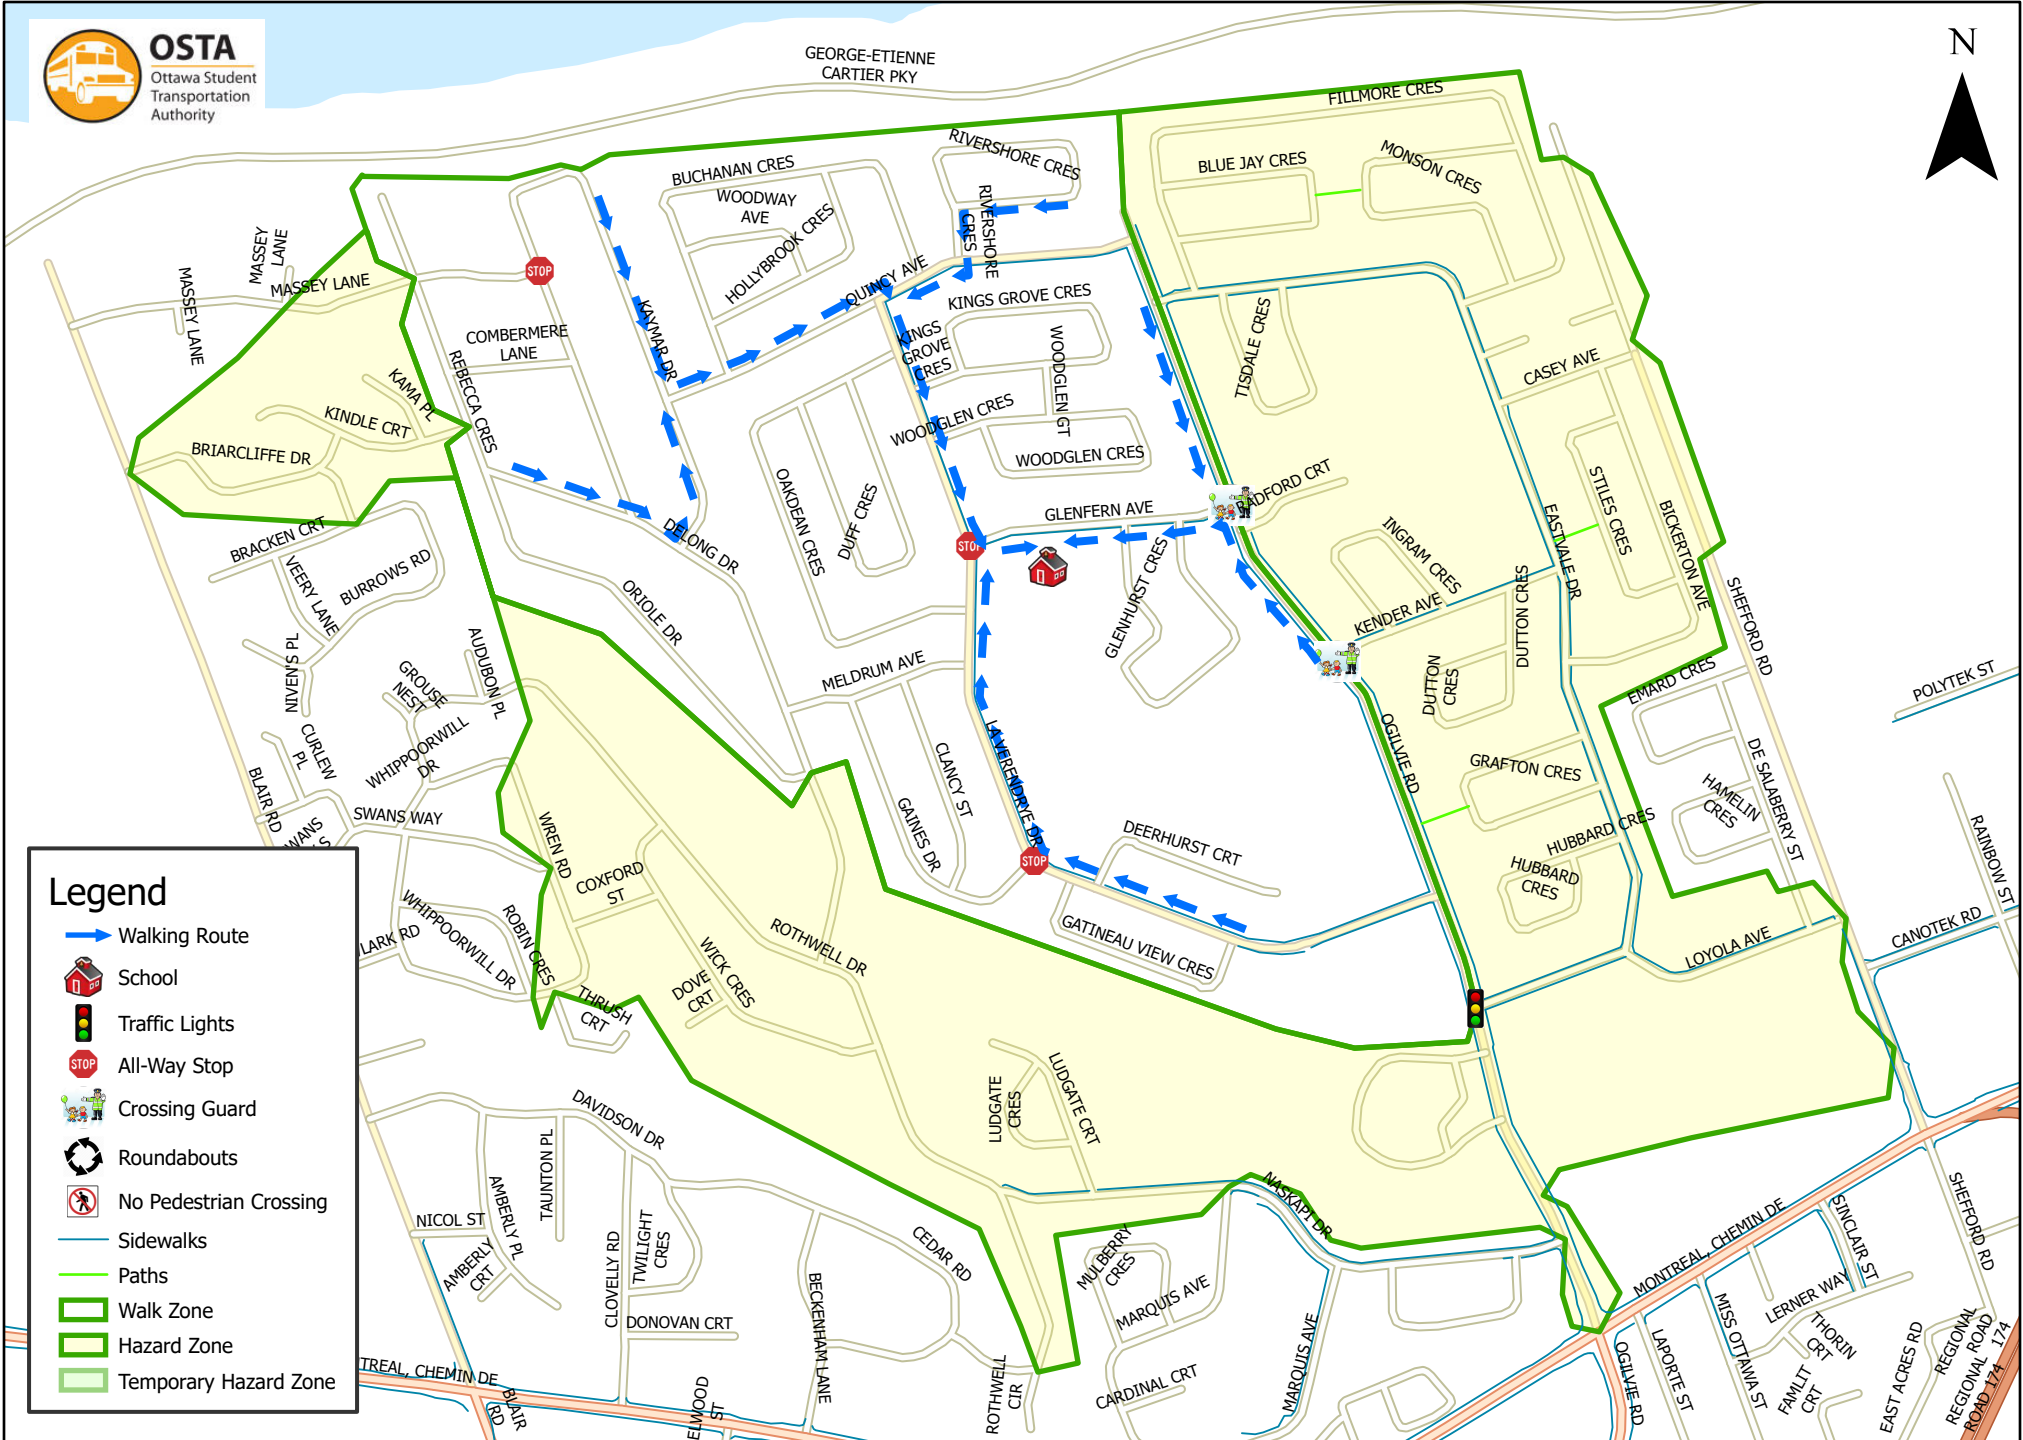 OSTA
Ottawa Student
Transportation
Authority
N
GEORGE-ETIENNE
CARTIER PKY
FILLMORE CRES
BLUE JAY CRES
MONSON CRES
RIVERSHORE CRES
RIVERSHORE
CRES
BUCHANAN CRES
WOODWAY
AVE
HOLLYBROOK CRES
QUINCY AVE
MASSEY
LANE
MASSEY LANE
MASSEY LANE
KINGS GROVE CRES
KINGS
GROVE
CRES
WOODGLEN GT
WOODGLEN CRES
WOODGLEN CRES
TISDALE CRES
CASEY AVE
STOP
KAYMAR DR
COMBERMERE
LANE
REBECCA CRES
KAMA PL
KINDLE CRT
BRIARCLIFFE DR
BRACKEN CRT
VEERY LANE
BURROWS RD
NIVEN'S PL
CURLEW
PL
GROUSE
NEST
AUDUBON PL
WHIPPOORWILL
DR
OAKDEAN CRES
DUFF CRES
DELONG DR
ORIOLE DR
GLENFERN AVE
RADFORD CRT
GLENHURST CRES
INGRAM CRES
KENDER AVE
DUTTON CRES
DUTTON
CRES
EASTVALE DR
STILES CRES
BICKERTON AVE
SHEFFORD RD
EMARD CRES
POLYTEK ST
MELDRUM AVE
LA VERENDRYE DR
CLANCY ST
GAINES DR
OGILVIE RD
GRAFTON CRES
HUBBARD CRES
HUBBARD
CRES
DE SALABERRY ST
HAMELIN
CRES
RAINBOW ST
CANOTEK RD
LOYOLA AVE
BLAIR RD
SWANS WAY
WREN RD
COXFORD
ST
STOP
STOP
DEERHURST CRT
GATINEAU VIEW CRES
WHIPPOORWILL DR
ROBIN CRES
THRUSH
CRT
DOVE
CRT
WICK CRES
ROTHWELL DR
LUDGATE
CRES
LUDGATE CRT
DAVIDSON DR
TAUNTON PL
AMBERLY PL
NICOL ST
AMBERLY
CRT
CLOVELLY RD
TWILIGHT
CRES
DONOVAN CRT
BECKENHAM LANE
CEDAR RD
ROTHWELL
CIR
MULBERRY
CRES
MARQUIS AVE
CARDINAL CRT
MARQUIS AVE
NASKAPI DR
MONTREAL, CHEMIN DE
SINCLAIR ST
SHEFFORD RD
LERNER WAY
THORIN
CRT
FAMLIT
CRT
MISS OTTAWA ST
LAPORTE ST
OGILVIE RD
EAST ACRES RD
REGIONAL
ROAD
174
REGIONAL
ROAD 174
TREAL, CHEMIN DE
BLAIR
RD
ELWOOD
ST
Legend
Walking Route
School
Traffic Lights
STOP
All-Way Stop
Crossing Guard
Roundabouts
No Pedestrian Crossing
Sidewalks
Paths
Walk Zone
Hazard Zone
Temporary Hazard Zone